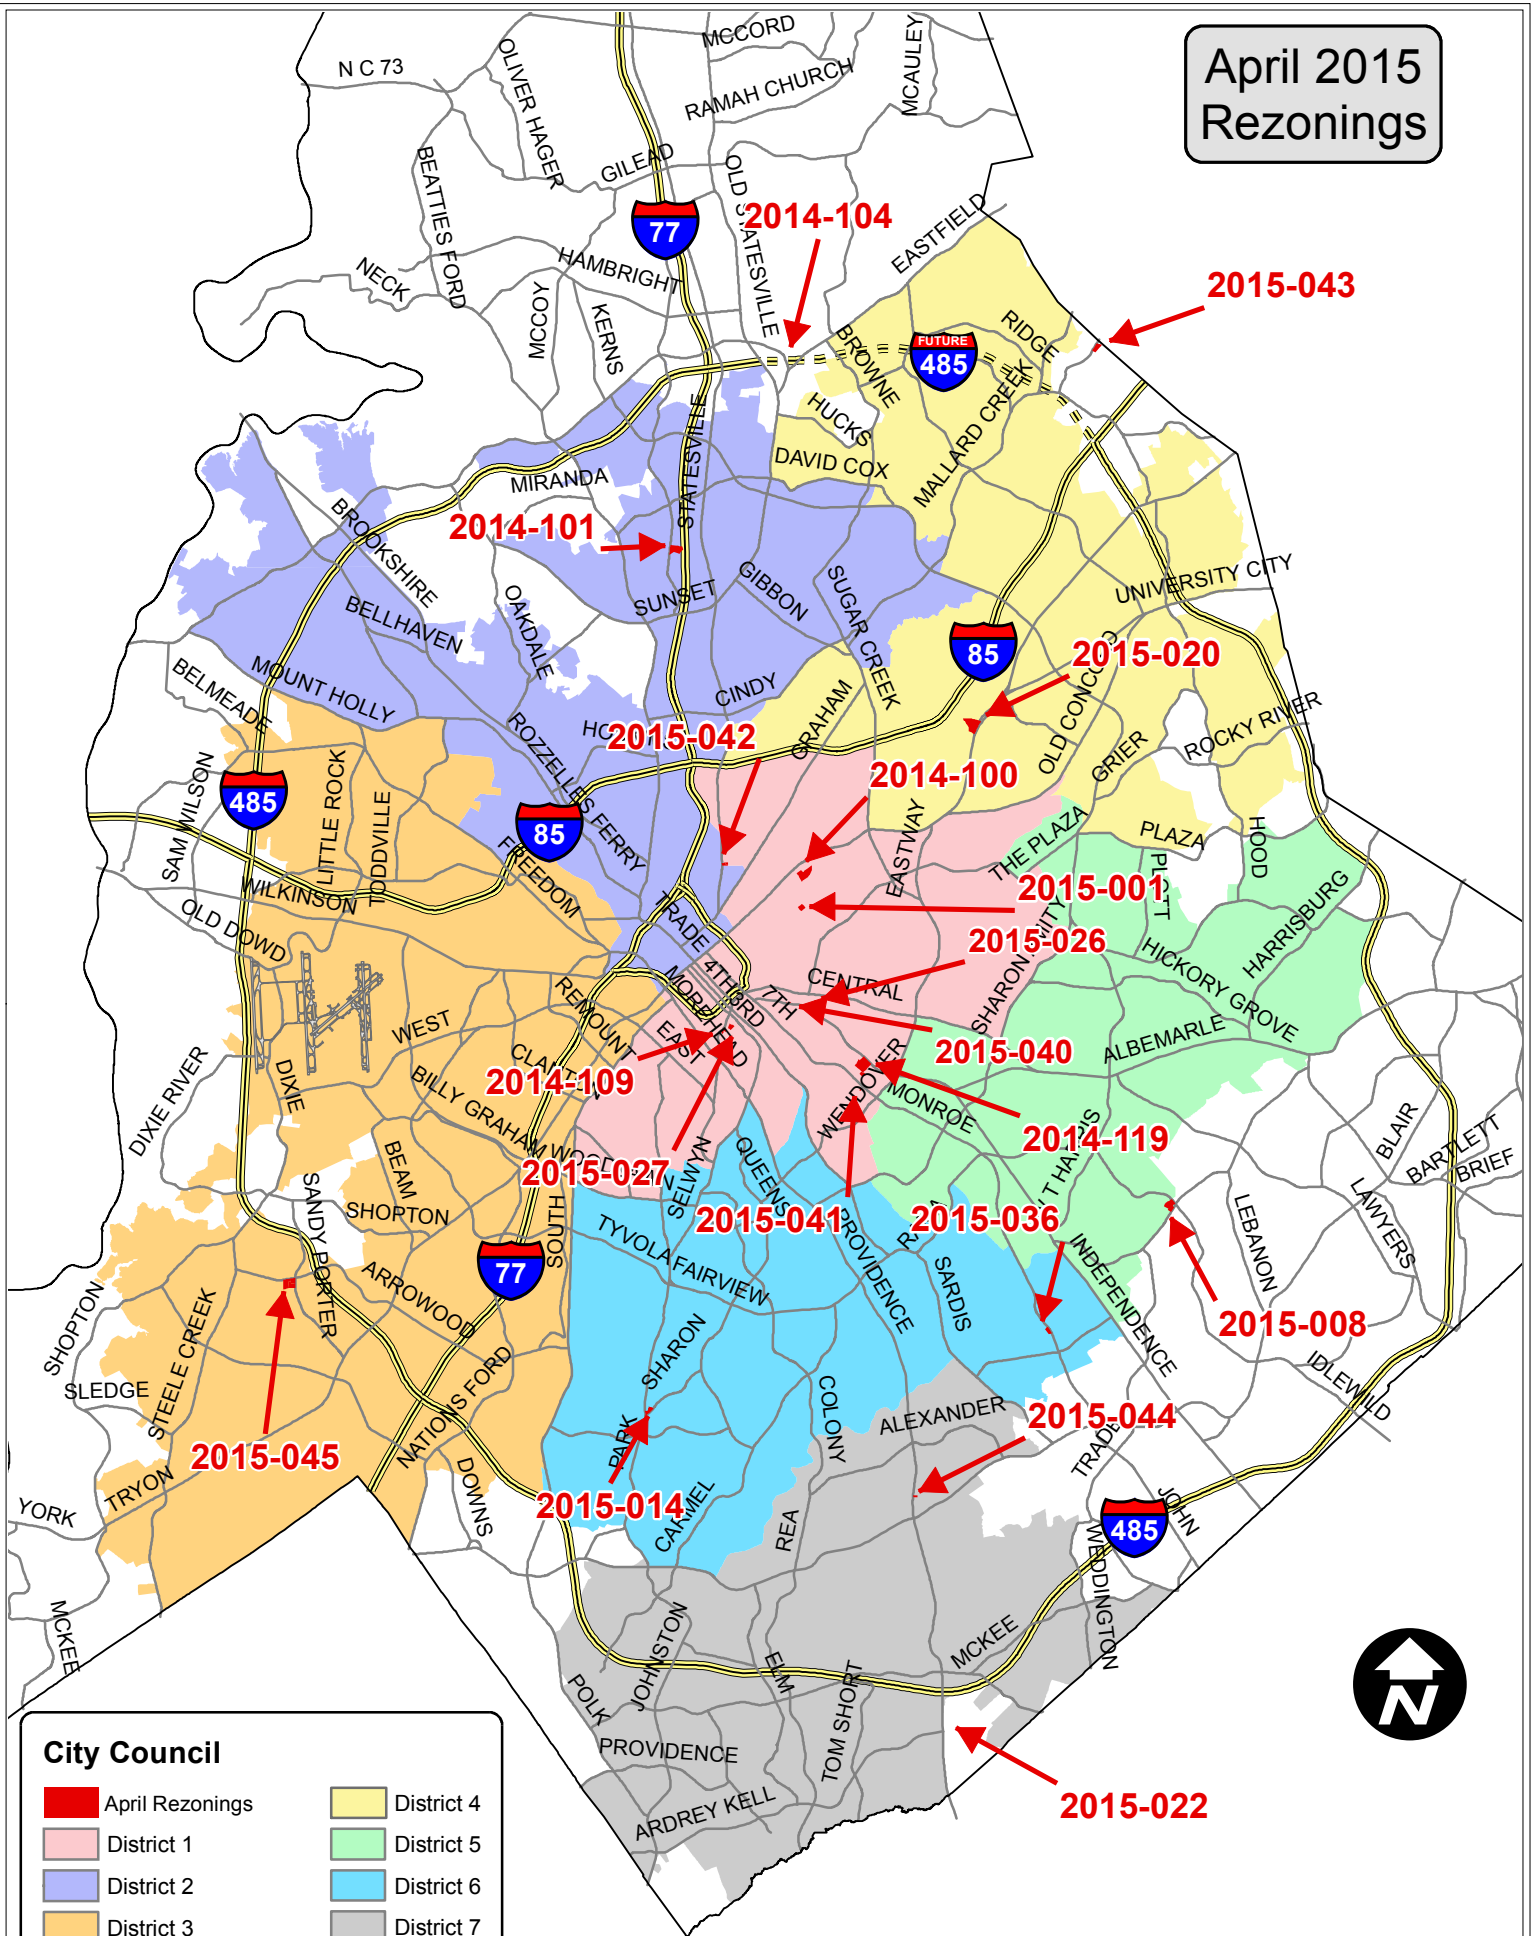 April 2015
Rezonings
MCCORD
N C 73
OLIVER HAGER
RAMAH CHURCH
MCAULEY
BEATTIES FORD
GILEAD
OLD STATESVILLE
77
2014-104
EASTFIELD
NECK
HAMBRIGHT
MCCOY
KERNS
2015-043
BROWNE
RIDGE
FUTURE
485
HUCKS
MALLARD CREEK
DAVID COX
STATESVILLE
MIRANDA
BROOKSHIRE
2014-101
GIBBON
SUNSET
SUGAR CREEK
UNIVERSITY CITY
BELLHAVEN
OAKDALE
85
2015-020
OLD CONCORD
BELMEADE
MOUNT HOLLY
CINDY
GRAHAM
ROZZELLES FERRY
2015-042
ROCKY RIVER
GRIER
SAM WILSON
LITTLE ROCK
TODDVILLE
485
85
2014-100
FREEDOM
EASTWAY
THE PLAZA
PLAZA
HOOD
PLOTT
WILKINSON
OLD DOWD
TRADE
2015-001
HARRISBURG
2015-026
SHARON AMITY
HICKORY GROVE
4TH
3RD
7TH
CENTRAL
MOREHEAD
REMOUNT
WEST
EAST
CLANTON
2014-109
2015-040
ALBEMARLE
DIXIE RIVER
DIXIE
BILLY GRAHAM
WENDOVER
MONROE
2014-119
BLAIR
BARTLETT
BRIEF
BEAM
2015-027
SELWYN
QUEENS
SANDY PORTER
SHOPTON
SOUTH
2015-041
PROVIDENCE
2015-036
LEBANON
LAWYERS
TYVOLA
FAIRVIEW
SARDIS
INDEPENDENCE
77
ARROWOOD
SHOPTON
STEELE CREEK
2015-008
SLEDGE
SHARON
IDLEWILD
NATIONS FORD
COLONY
ALEXANDER
2015-044
PARK
2015-045
TRADE
JOHN
DOWNS
YORK
TRYON
2015-014
CARMEL
REA
485
WEDDINGTON
MCKEE
JOHNSTON
MCKEE
ELM
POLK
TOM SHORT
N
PROVIDENCE
ARDREY KELL
2015-022
City Council
April Rezonings
District 1
District 2
District 3
District 4
District 5
District 6
District 7